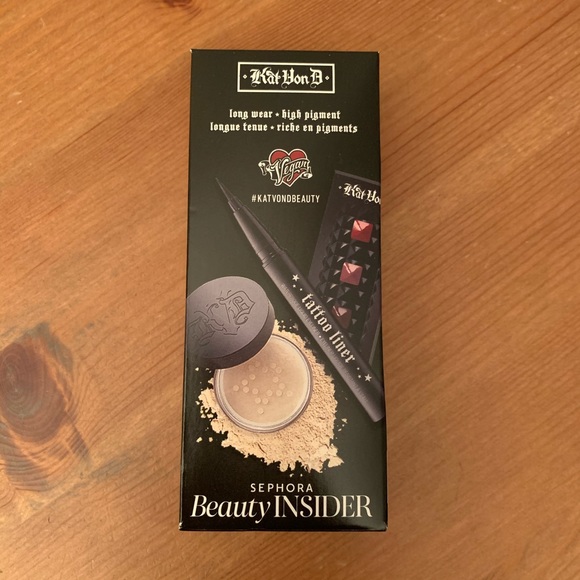 Kat Von D
long wear • high pigment
longue tenue • riche en pigments
Vegan
#KATVONDBEAUTY
Kat Vo
tattoo liner
SEPHORA
Beauty INSIDER